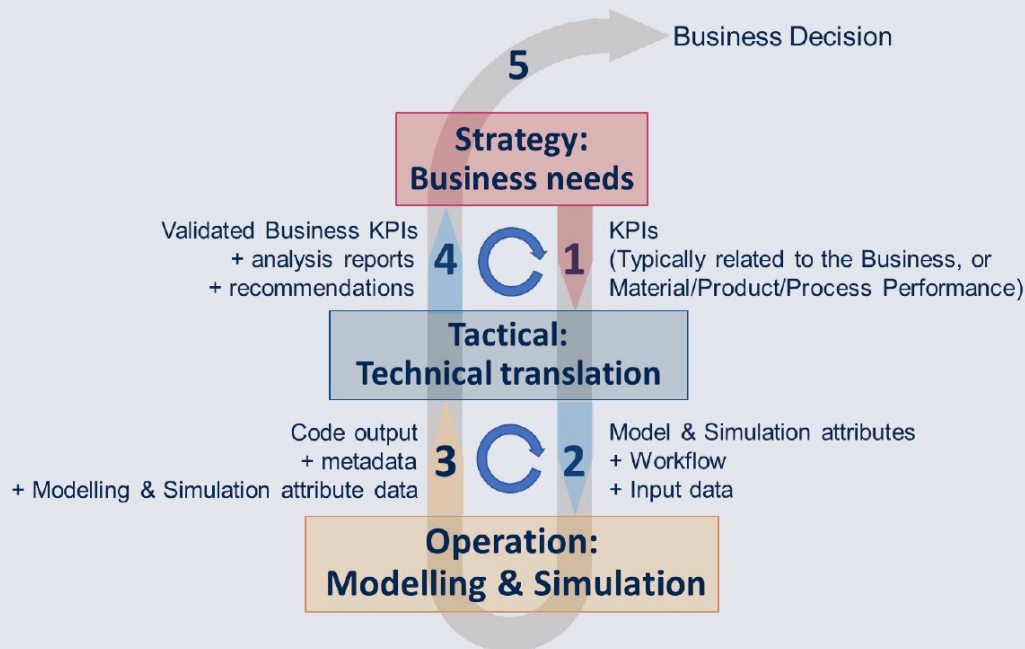 5
Business Decision
Strategy:
Business needs
Validated Business KPIs
+ analysis reports
+ recommendations
4
1
KPIs
(Typically related to the Business, or
Material/Product/Process Performance)
Tactical:
Technical translation
Code output
+ metadata
+ Modelling & Simulation attribute data
3
2
Model & Simulation attributes
+ Workflow
+ Input data
Operation:
Modelling & Simulation